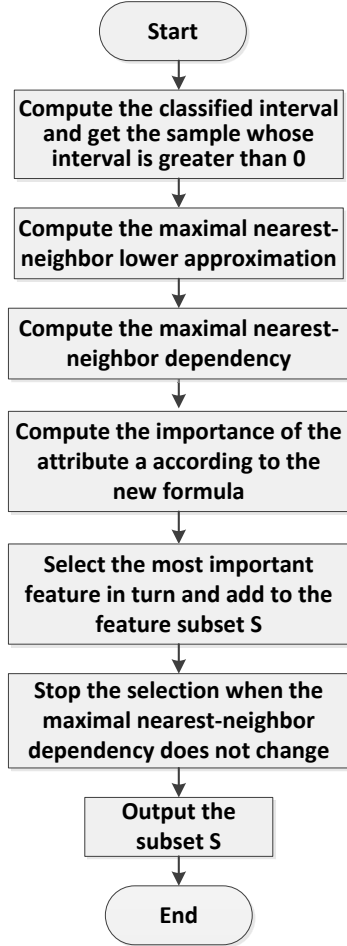 Start
Compute the classified interval
and get the sample whose
interval is greater than 0
Compute the maximal nearest-
neighbor lower approximation
Compute the maximal nearest-
neighbor dependency
Compute the importance of the
attribute a according to the
new formula
Select the most important
feature in turn and add to the
feature subset S
Stop the selection when the
maximal nearest-neighbor
dependency does not change
Output the
subset S
End